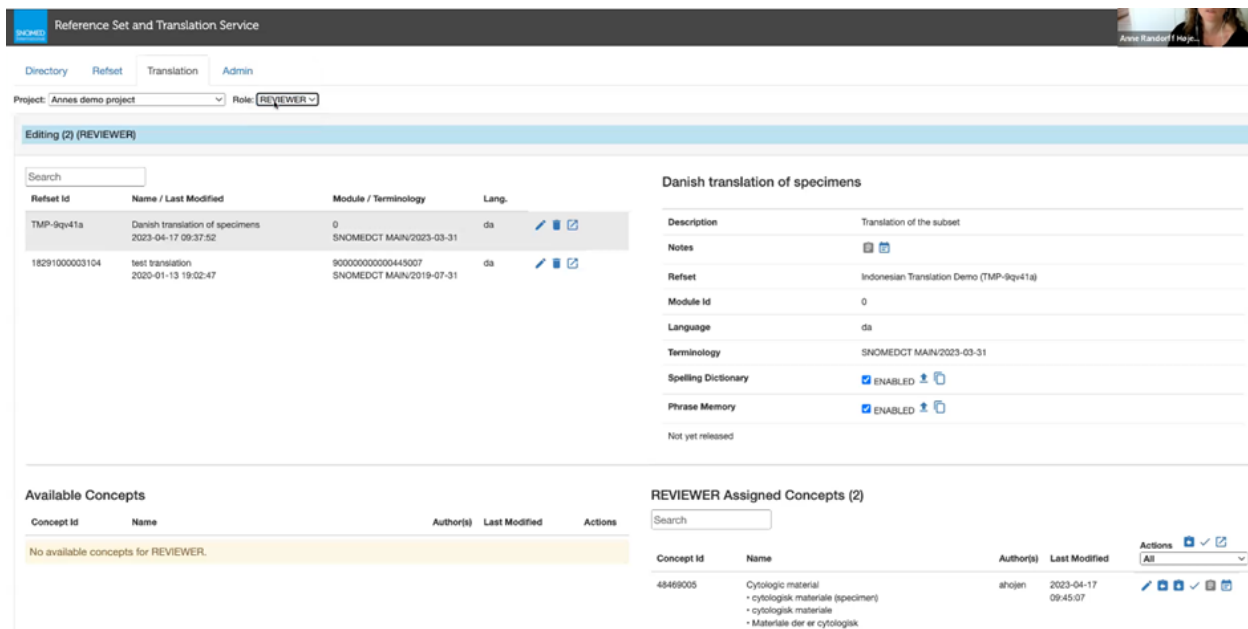 SNOMED
Reference Set and Translation Service
Anne Randorff Høje...
Directory Refset Translation Admin
Project: Annes demo project Role: REVIEWER
Editing (2) (REVIEWER)
Search
Refset Id Name / Last Modified Module / Terminology Lang.
TMP-9qv41a Danish translation of specimens 0 da
2023-04-17 09:37:52 SNOMEDCT MAIN/2023-03-31
18291000003104 test translation 900000000000445007 da
2020-01-13 19:02:47 SNOMEDCT MAIN/2019-07-31
Danish translation of specimens
Description Translation of the subset
Notes
Refset Indonesian Translation Demo (TMP-9qv41a)
Module Id 0
Language da
Terminology SNOMEDCT MAIN/2023-03-31
Spelling Dictionary ENABLED
Phrase Memory ENABLED
Not yet released
Available Concepts
Concept Id Name Author(s) Last Modified Actions
No available concepts for REVIEWER.
REVIEWER Assigned Concepts (2)
Search
Concept Id Name Author(s) Last Modified Actions
All
48469005 Cytologic material ahojen 2023-04-17
• cytologisk materiale (specimen) 09:45:07
• cytologisk materiale
• Materiale der er cytologisk